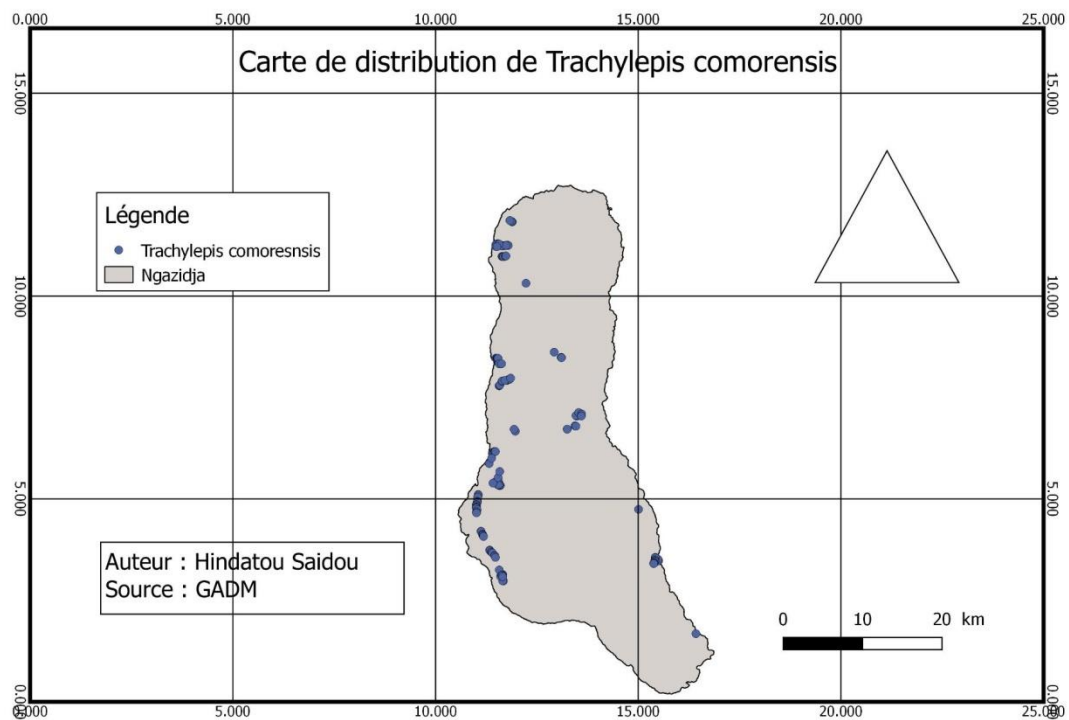 0.000 5.000 10.000 15.000 20.000 25.000
Carte de distribution de Trachylepis comorensis
15.000 15.000
Légende
Trachylepis comoresnsis
Ngazidja
10.000 10.000
5.000 5.000
Auteur : Hindatou Saidou
Source : GADM
0 10 20 km
0.000 0.000
0.000 5.000 10.000 15.000 20.000 25.000